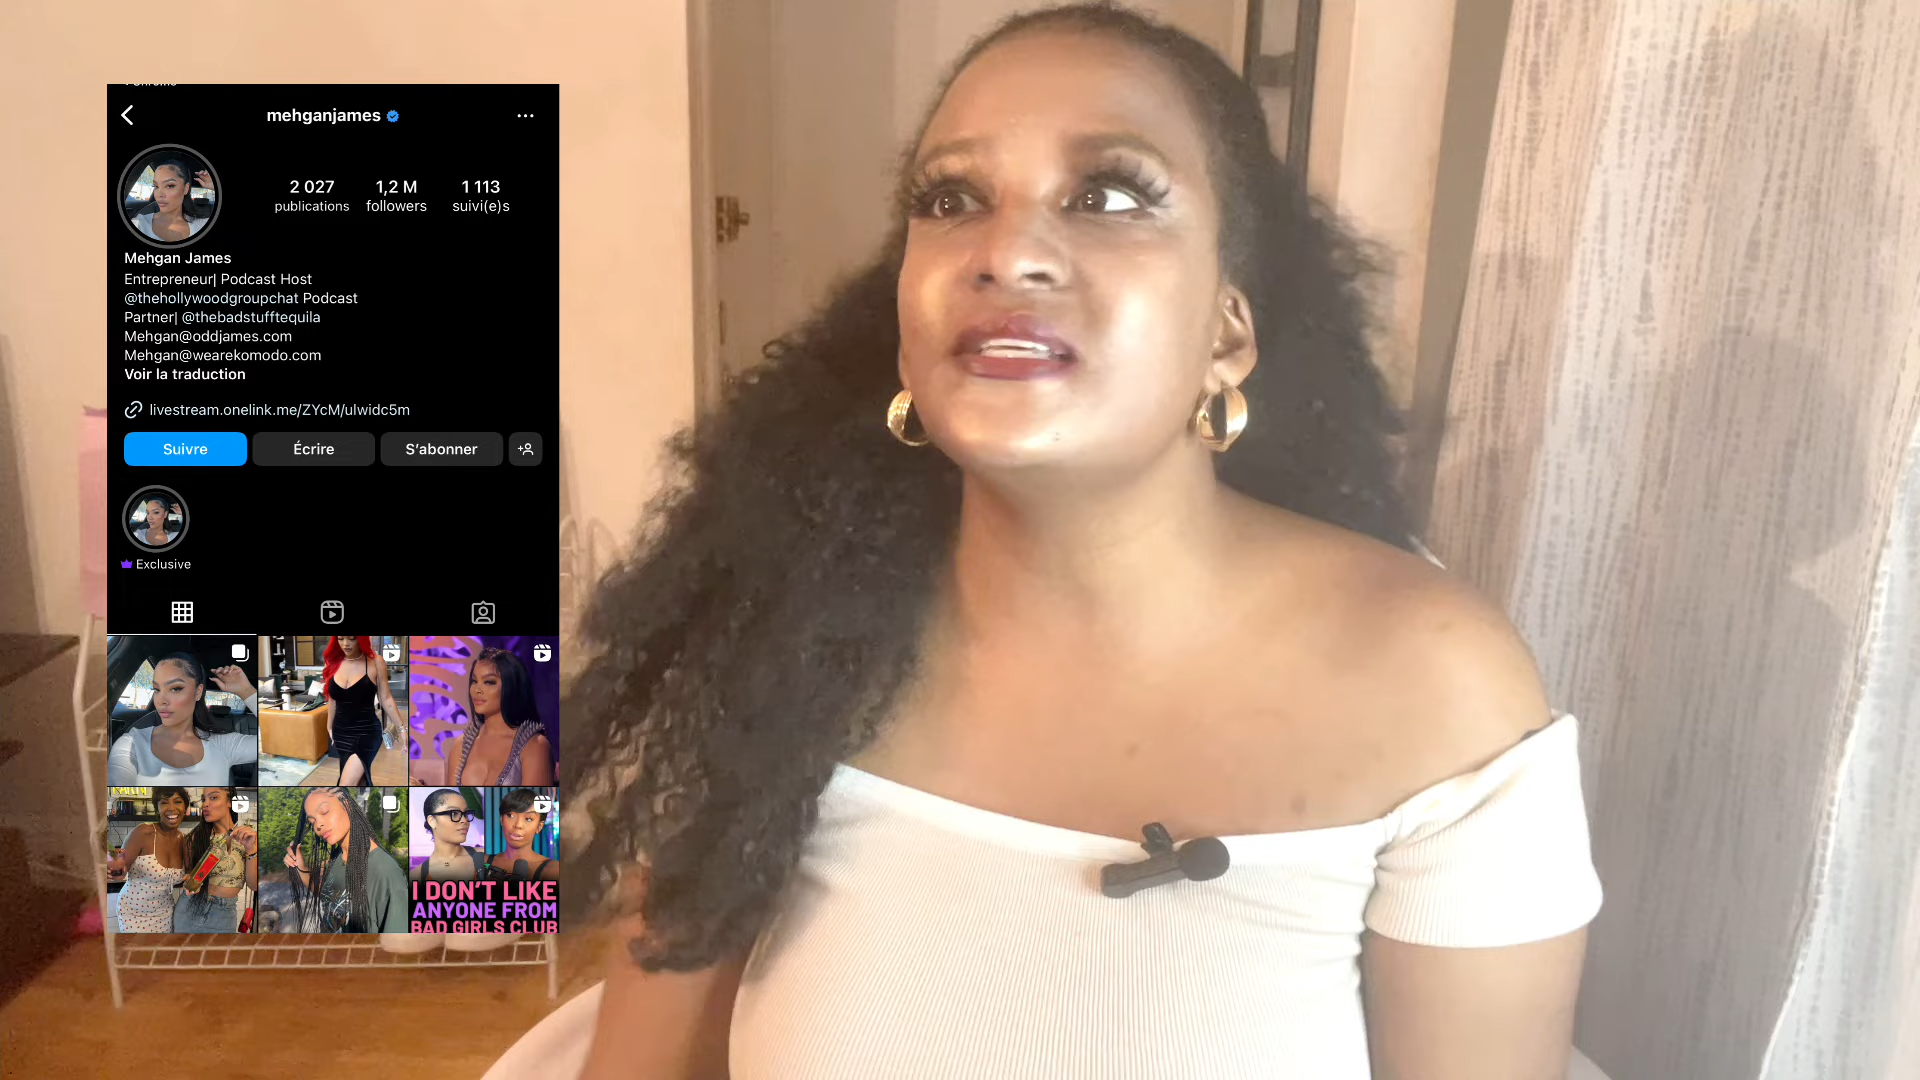 mehganjames
2 027
publications
1,2 M
followers
1 113
suivi(e)s
Mehgan James
Entrepreneur| Podcast Host
@thehollywoodgroupchat Podcast
Partner| @thebadstufftequila
Mehgan@oddjames.com
Mehgan@wearekomodo.com
Voir la traduction
livestream.onelink.me/ZYcM/ulwidc5m
Suivre
Écrire
S'abonner
Exclusive
I DON'T LIKE
ANYONE FROM
BAD GIRLS CLUB